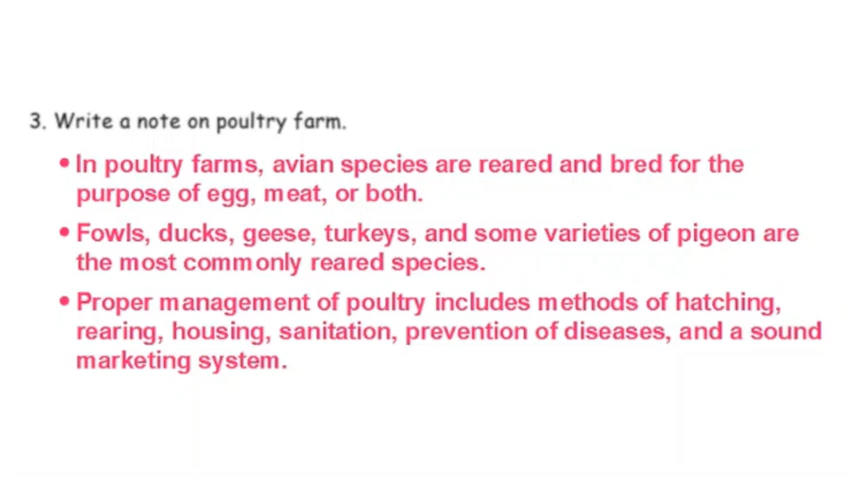 3. Write a note on poultry farm.
• In poultry farms, avian species are reared and bred for the
purpose of egg, meat, or both.
• Fowls, ducks, geese, turkeys, and some varieties of pigeon are
the most commonly reared species.
• Proper management of poultry includes methods of hatching,
rearing, housing, sanitation, prevention of diseases, and a sound
marketing system.